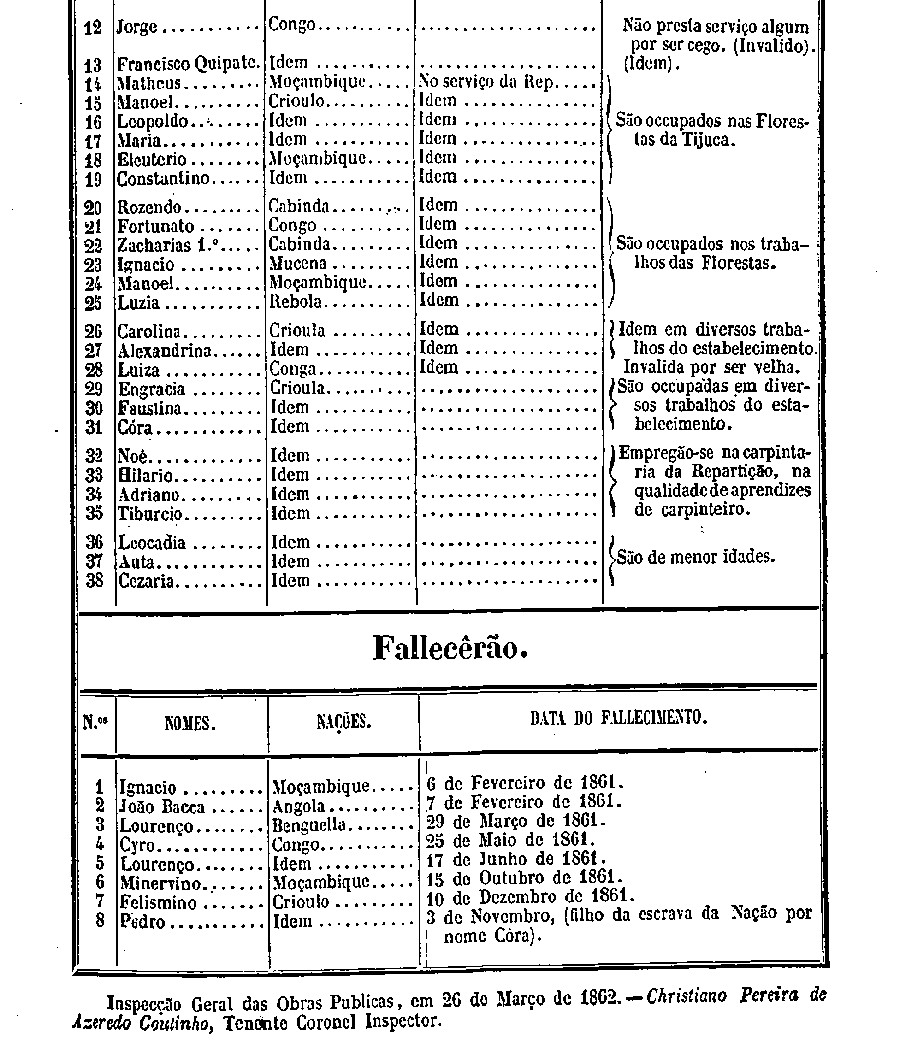 12 Jorge........... Congo............ .................... Não presta serviço algum
por ser cego. (Invalido).
13 Francisco Quipate. Idem ............ .................... (Idem).
14 Matheus......... Moçambique..... No serviço da Rep.....
15 Manoel.......... Crioulo......... Idem ...............
16 Leopoldo........ Idem ............ Idem ............... São occupados nas Flores-
17 Maria........... Idem ............ Idem ............... tas da Tijuca.
18 Eleuterio ........ Moçambique..... Idem ...............
19 Constantino...... Idem ............ Idem ...............
20 Rozendo......... Cabinda......... Idem ...............
21 Fortunato ....... Congo ........... Idem ...............
22 Zacharias 1.º..... Cabinda......... Idem ............... São occupados nos traba-
23 Ignacio .......... Mucena ......... Idem ............... lhos das Florestas.
24 Manoel.......... Moçambique..... Idem ...............
25 Luzia............ Rebola.......... Idem ...............
26 Carolina......... Crioula ......... Idem ............... Idem em diversos traba-
27 Alexandrina...... Idem ............ Idem ............... lhos do estabelecimento.
28 Luiza ........... Conga........... Idem ............... Invalida por ser velha.
29 Engracia ........ Crioula.......... .................... São occupadas em diver-
30 Faustina......... Idem ............ .................... sos trabalhos do esta-
31 Córa............ Idem ............ .................... belecimento.
32 Noé............. Idem ............ .................... Empregão-se na carpinta-
33 Hilario.......... Idem ............ .................... ria da Repartição, na
34 Adriano......... Idem ............ .................... qualidade de aprendizes
35 Tiburcio......... Idem ............ .................... de carpinteiro.
36 Leocadia ........ Idem ............ ....................
37 Auta............ Idem ............ .................... São de menor idades.
38 Cezaria.......... Idem ............ ....................
Fallecêrão.
N.os NOMES. NAÇÕES. DATA DO FALLECIMENTO.
1 Ignacio ......... Moçambique..... 6 de Fevereiro de 1861.
2 João Bacca ...... Angola.......... 7 de Fevereiro de 1861.
3 Lourenço........ Benguella........ 29 de Março de 1861.
4 Cyro............ Congo........... 25 de Maio de 1861.
5 Lourenço........ Idem ............ 17 de Junho de 1861.
6 Minervino....... Moçambique..... 15 de Outubro de 1861.
7 Felismino ....... Crioulo ......... 10 de Dezembro de 1861.
8 Pedro ........... Idem ............ 3 de Novembro, (filho da escrava da Nação por
nome Córa).
Inspecção Geral das Obras Publicas, em 26 de Março de 1862.—Christiano Pereira de
Azeredo Coutinho, Tenente Coronel Inspector.